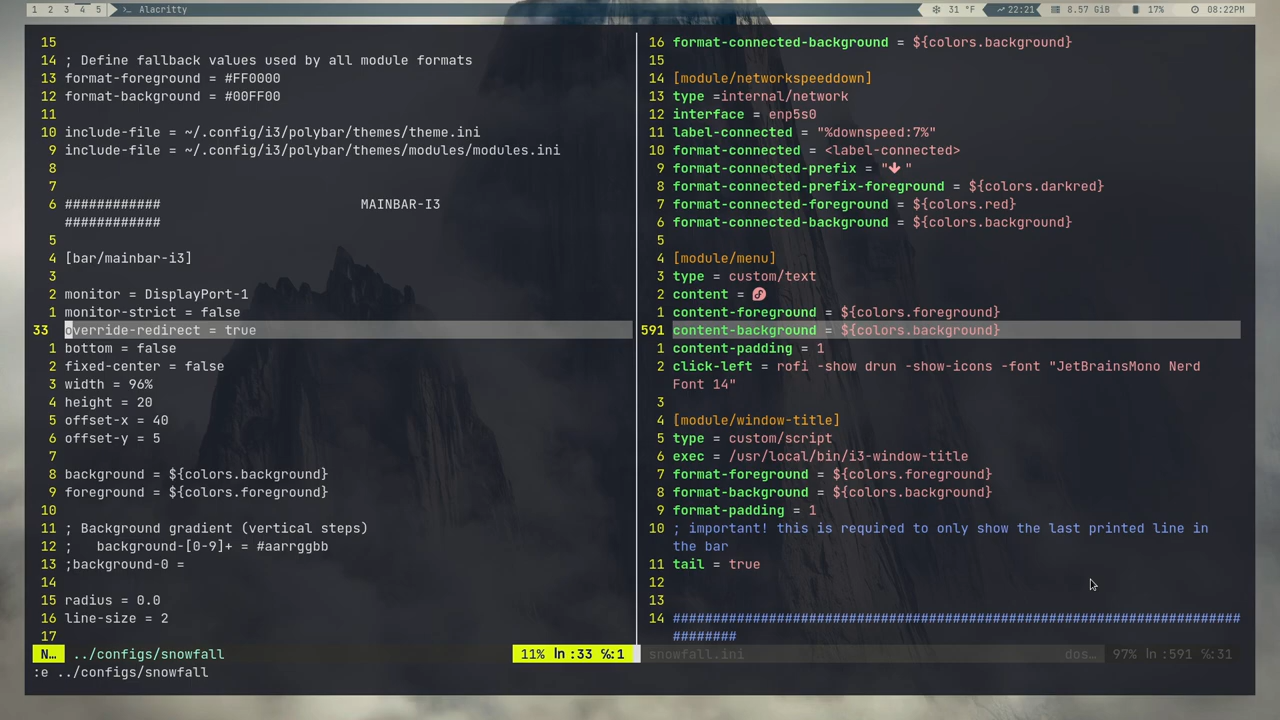 1 2 3 4 5 >_ Alacritty 31 °F 22:21 8.57 GiB 17% 08:22PM
15
14 ; Define fallback values used by all module formats
13 format-foreground = #FF0000
12 format-background = #00FF00
11
10 include-file = ~/.config/i3/polybar/themes/theme.ini
9 include-file = ~/.config/i3/polybar/themes/modules/modules.ini
8
7
6 ############ MAINBAR-I3
############
5
4 [bar/mainbar-i3]
3
2 monitor = DisplayPort-1
1 monitor-strict = false
33 override-redirect = true
1 bottom = false
2 fixed-center = false
3 width = 96%
4 height = 20
5 offset-x = 40
6 offset-y = 5
7
8 background = ${colors.background}
9 foreground = ${colors.foreground}
10
11 ; Background gradient (vertical steps)
12 ;   background-[0-9]+ = #aarrggbb
13 ;background-0 =
14
15 radius = 0.0
16 line-size = 2
17
N… ../configs/snowfall 11% ln :33 ℅:1
:e ../configs/snowfall
16 format-connected-background = ${colors.background}
15
14 [module/networkspeeddown]
13 type =internal/network
12 interface = enp5s0
11 label-connected = "%downspeed:7%"
10 format-connected = <label-connected>
9 format-connected-prefix = "🡇 "
8 format-connected-prefix-foreground = ${colors.darkred}
7 format-connected-foreground = ${colors.red}
6 format-connected-background = ${colors.background}
5
4 [module/menu]
3 type = custom/text
2 content =
1 content-foreground = ${colors.foreground}
591 content-background = ${colors.background}
1 content-padding = 1
2 click-left = rofi -show drun -show-icons -font "JetBrainsMono Nerd
Font 14"
3
4 [module/window-title]
5 type = custom/script
6 exec = /usr/local/bin/i3-window-title
7 format-foreground = ${colors.foreground}
8 format-background = ${colors.background}
9 format-padding = 1
10 ; important! this is required to only show the last printed line in
the bar
11 tail = true
12
13
14 #######################################################################
########
snowfall.ini dos… 97% ln :591 ℅:31